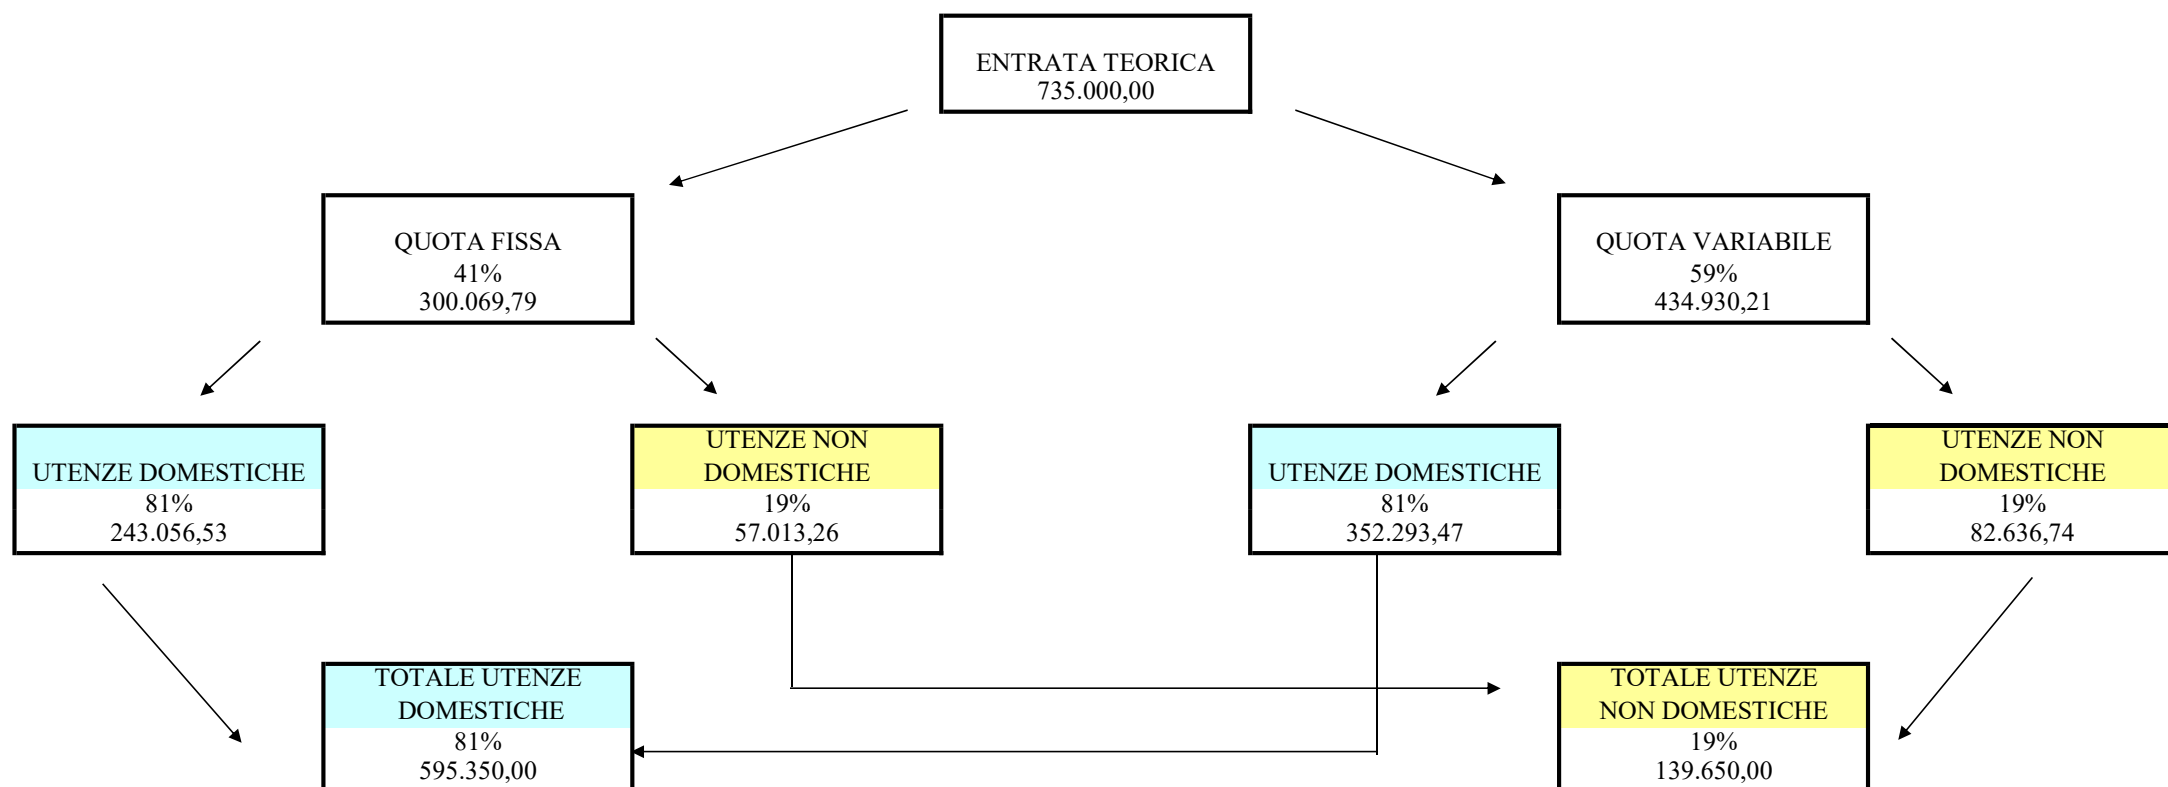 ENTRATA TEORICA
735.000,00
QUOTA FISSA
41%
300.069,79
QUOTA VARIABILE
59%
434.930,21
UTENZE DOMESTICHE
81%
243.056,53
UTENZE NON
DOMESTICHE
19%
57.013,26
UTENZE DOMESTICHE
81%
352.293,47
UTENZE NON
DOMESTICHE
19%
82.636,74
TOTALE UTENZE
DOMESTICHE
81%
595.350,00
TOTALE UTENZE
NON DOMESTICHE
19%
139.650,00